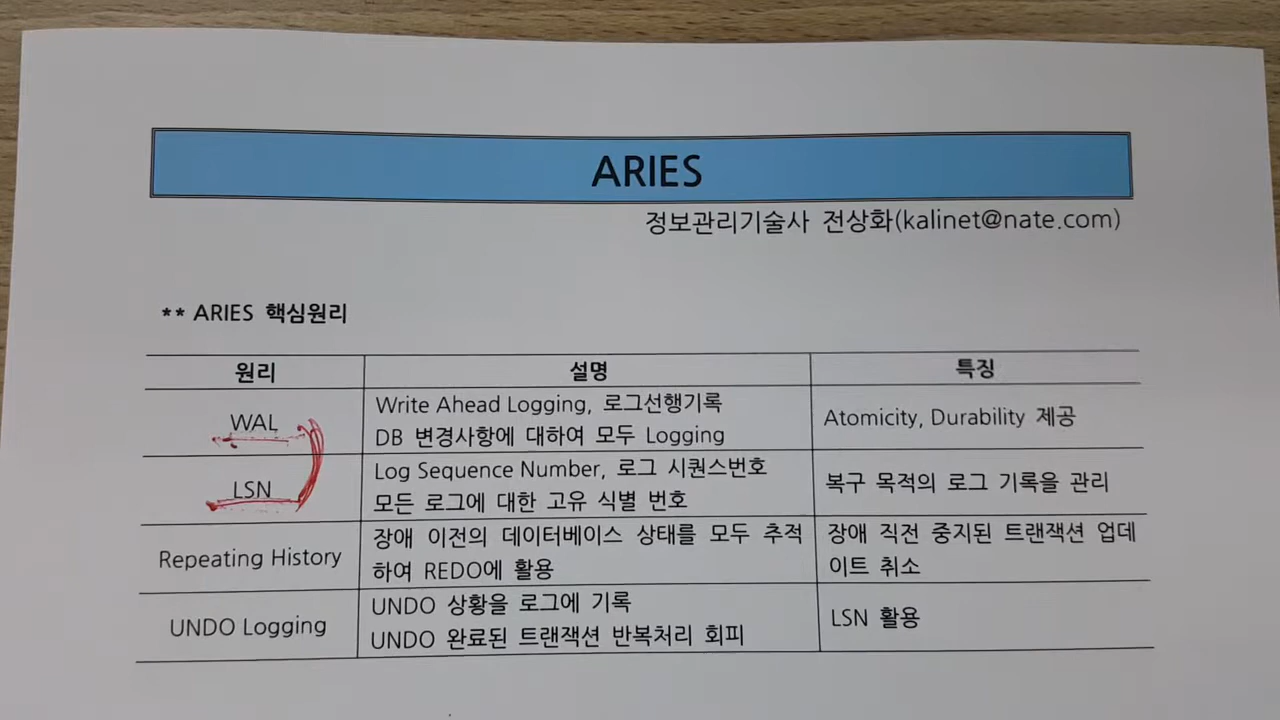 ARIES
정보관리기술사 전상화(kalinet@nate.com)
** ARIES 핵심원리
원리 설명 특징
WAL
Write Ahead Logging, 로그선행기록
DB 변경사항에 대하여 모두 Logging
Atomicity, Durability 제공
LSN
Log Sequence Number, 로그 시퀀스번호
모든 로그에 대한 고유 식별 번호
복구 목적의 로그 기록을 관리
Repeating History
장애 이전의 데이터베이스 상태를 모두 추적
하여 REDO에 활용
장애 직전 중지된 트랜잭션 업데
이트 취소
UNDO Logging
UNDO 상황을 로그에 기록
UNDO 완료된 트랜잭션 반복처리 회피
LSN 활용